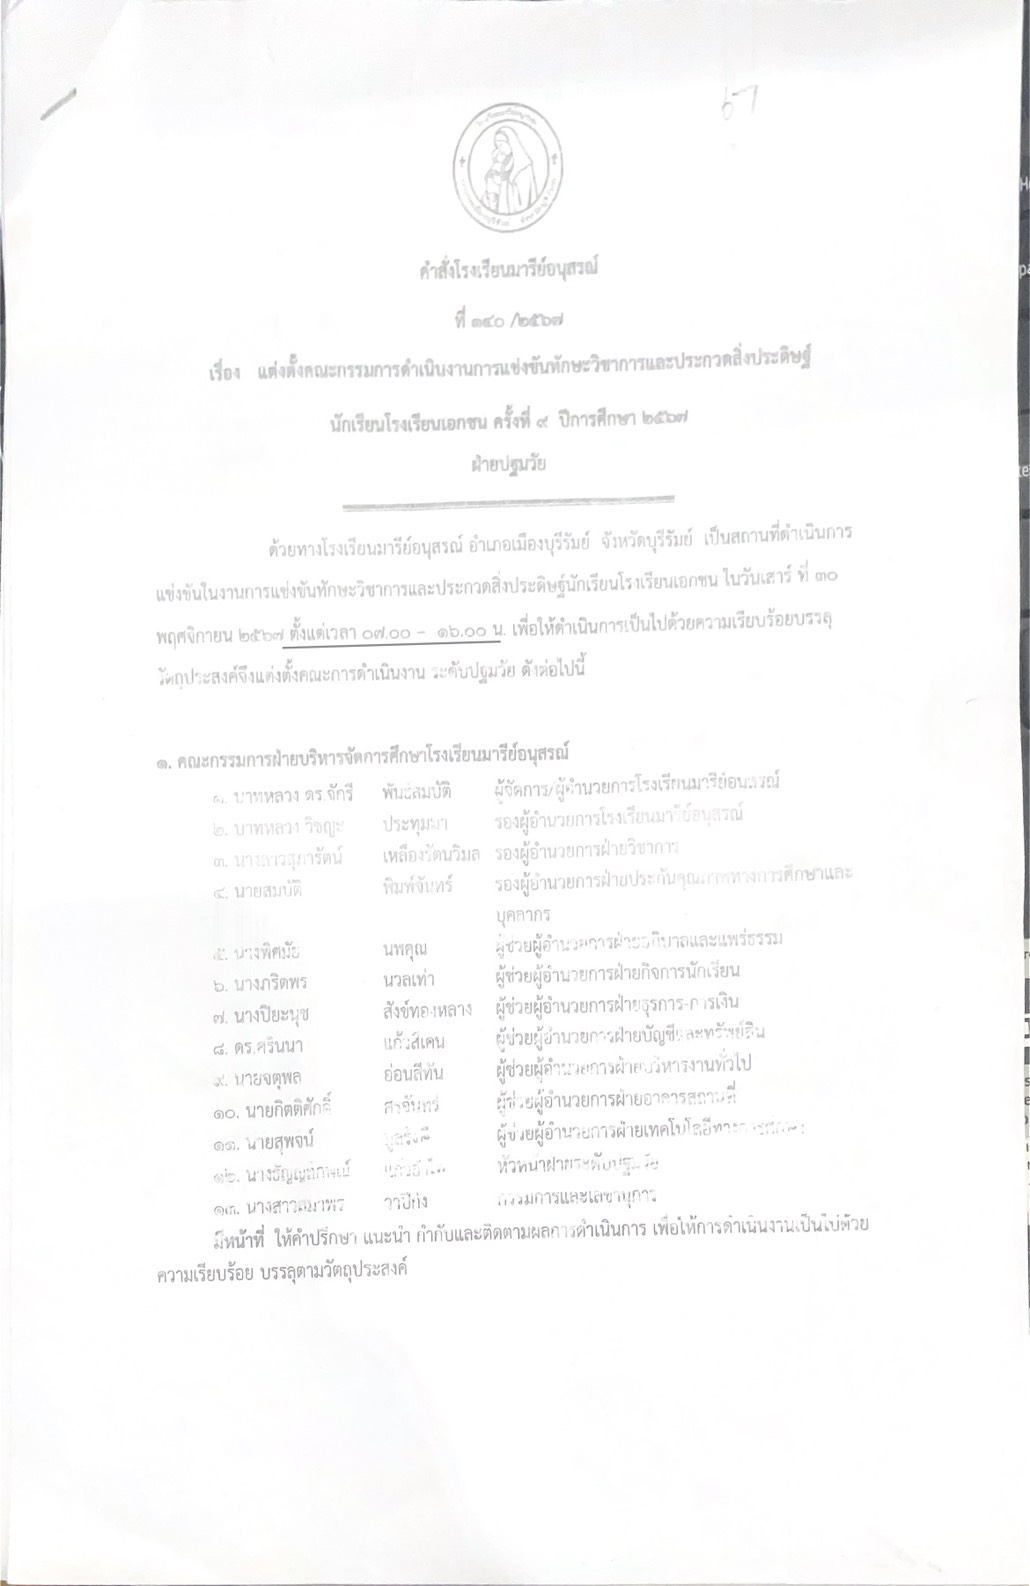 คำสั่งโรงเรียนมารีย์อนุสรณ์
ที่ ๓๔๐ /๒๕๖๗
เรื่อง แต่งตั้งคณะกรรมการดำเนินงานการแข่งขันทักษะวิชาการและประกวดสิ่งประดิษฐ์
นักเรียนโรงเรียนเอกชน ครั้งที่ ๙ ปีการศึกษา ๒๕๖๗
ฝ่ายปฐมวัย
ด้วยทางโรงเรียนมารีย์อนุสรณ์ อำเภอเมืองบุรีรัมย์ จังหวัดบุรีรัมย์ เป็นสถานที่ดำเนินการ
แข่งขันในงานการแข่งขันทักษะวิชาการและประกวดสิ่งประดิษฐ์นักเรียนโรงเรียนเอกชน ในวันเสาร์ ที่ ๓๐
พฤศจิกายน ๒๕๖๗ ตั้งแต่เวลา ๐๗.๐๐ - ๑๖.๐๐ น. เพื่อให้ดำเนินการเป็นไปด้วยความเรียบร้อยบรรลุ
วัตถุประสงค์จึงแต่งตั้งคณะการดำเนินงาน ระดับปฐมวัย ดังต่อไปนี้
๑. คณะกรรมการฝ่ายบริหารจัดการศึกษาโรงเรียนมารีย์อนุสรณ์
๑. บาทหลวง ดร.จักรี พันธ์สมบัติ ผู้จัดการ/ผู้อำนวยการโรงเรียนมารีย์อนุสรณ์
๒. บาทหลวง วิชญะ ประทุมมา รองผู้อำนวยการโรงเรียนมารีย์อนุสรณ์
๓. นางสาวสุภารัตน์ เหลืองรัตนวิมล รองผู้อำนวยการฝ่ายวิชาการ
๔. นายสมบัติ พิมพ์จันทร์ รองผู้อำนวยการฝ่ายประกันคุณภาพทางการศึกษาและ
บุคลากร
๕. นางพิศมัย นพคุณ ผู้ช่วยผู้อำนวยการฝ่ายอภิบาลและแพร่ธรรม
๖. นางภริตพร นวลเท่า ผู้ช่วยผู้อำนวยการฝ่ายกิจการนักเรียน
๗. นางปิยะนุช สังข์ทองหลาง ผู้ช่วยผู้อำนวยการฝ่ายธุรการ-การเงิน
๘. ดร.ศรินนา แก้วสีเคน ผู้ช่วยผู้อำนวยการฝ่ายบัญชีและทรัพย์สิน
๙. นายจตุพล อ่อนสีทัน ผู้ช่วยผู้อำนวยการฝ่ายบริหารงานทั่วไป
๑๐. นายกิตติศักดิ์ ศรจันทร์ ผู้ช่วยผู้อำนวยการฝ่ายอาคารสถานที่
๑๑. นายสุพจน์ ผู้ช่วยผู้อำนวยการฝ่ายเทคโนโลยีทางการศึกษา
๑๒. นางธัญญลักษณ์ หัวหน้าฝ่ายระดับปฐมวัย
๑๓. นางสาว วาปีกัง กรรมการและเลขานุการ
มีหน้าที่ ให้คำปรึกษา แนะนำ กำกับและติดตามผลการดำเนินการ เพื่อให้การดำเนินงานเป็นไปด้วย
ความเรียบร้อย บรรลุตามวัตถุประสงค์